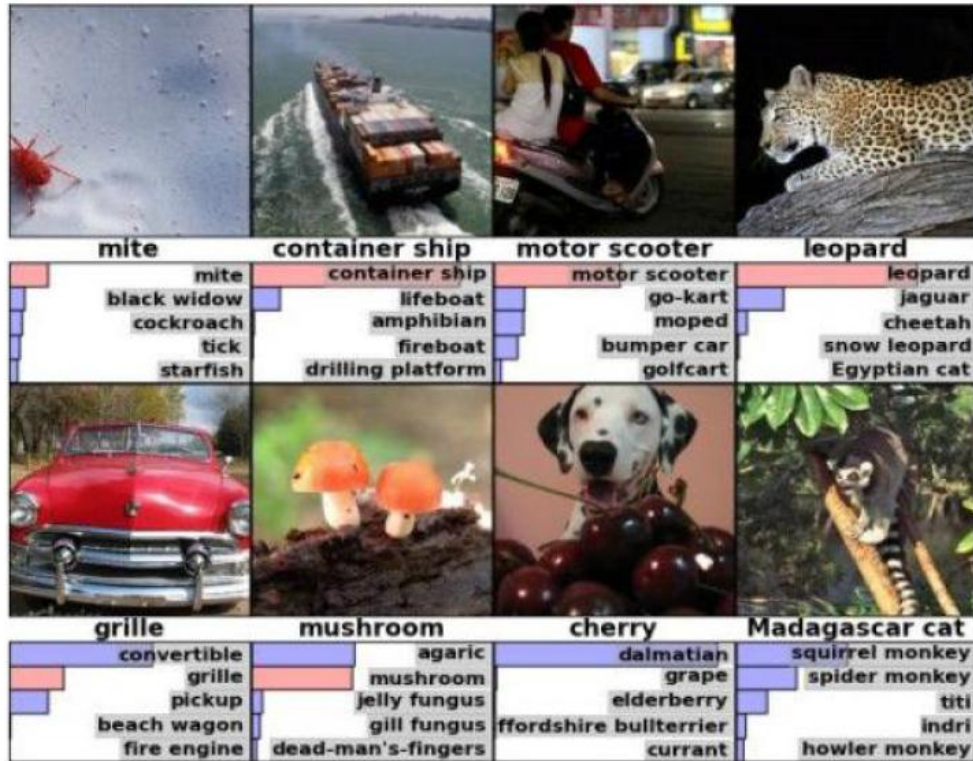 mite
container ship
motor scooter
leopard
mite
black widow
cockroach
tick
starfish
container ship
lifeboat
amphibian
fireboat
drilling platform
motor scooter
go-kart
moped
bumper car
golfcart
leopard
jaguar
cheetah
snow leopard
Egyptian cat
grille
mushroom
cherry
Madagascar cat
convertible
grille
pickup
beach wagon
fire engine
agaric
mushroom
jelly fungus
gill fungus
dead-man's-fingers
dalmatian
grape
elderberry
ffordshire bullterrier
currant
squirrel monkey
spider monkey
titi
indri
howler monkey